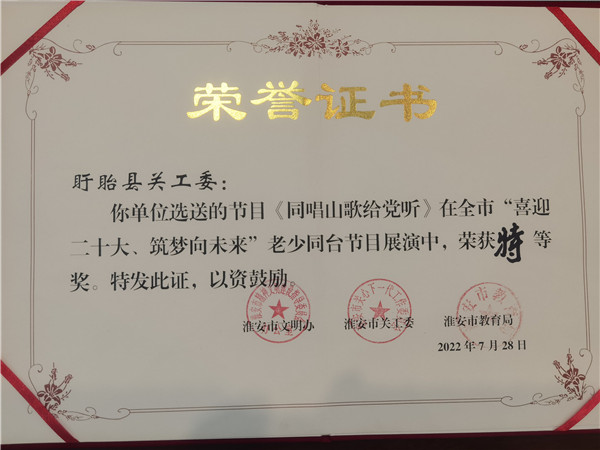 荣誉证书
盱眙县关工委：
你单位选送的节目《同唱山歌给党听》在全市“喜迎
二十大、筑梦向未来”老少同台节目展演中，荣获特等
奖。特发此证，以资鼓励。
淮安市文明办 淮安市关工委 淮安市教育局
2022年7月28日